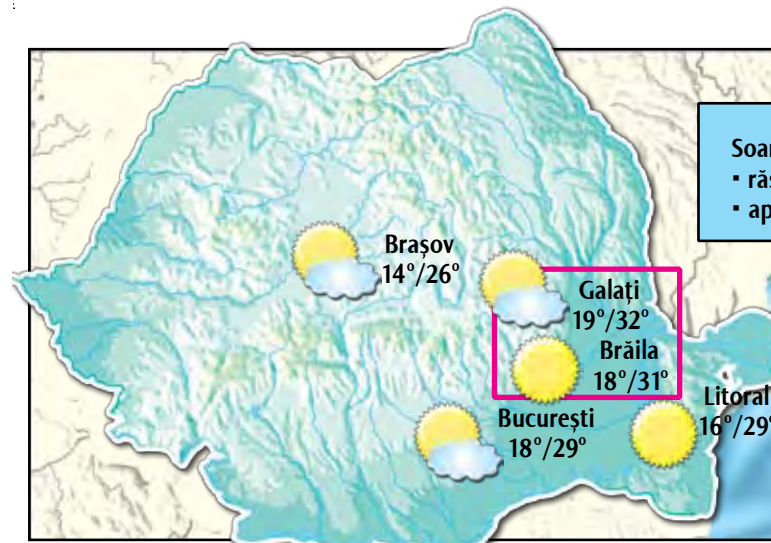 Soar
▪ răs
▪ ap
Brașov
14°/26°
Galați
19°/32°
Brăila
18°/31°
București
18°/29°
Litoral
16°/29°